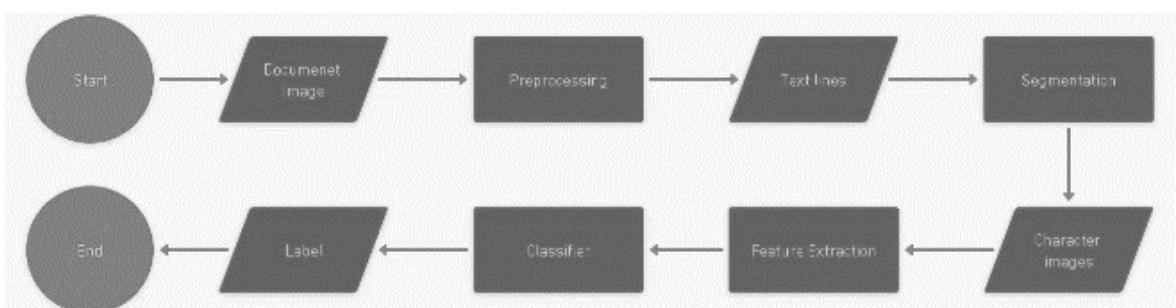 Start
Documenet
Image
Preprocessing
Text lines
Segmentation
Character
images
Feature Extraction
Classifier
Label
End